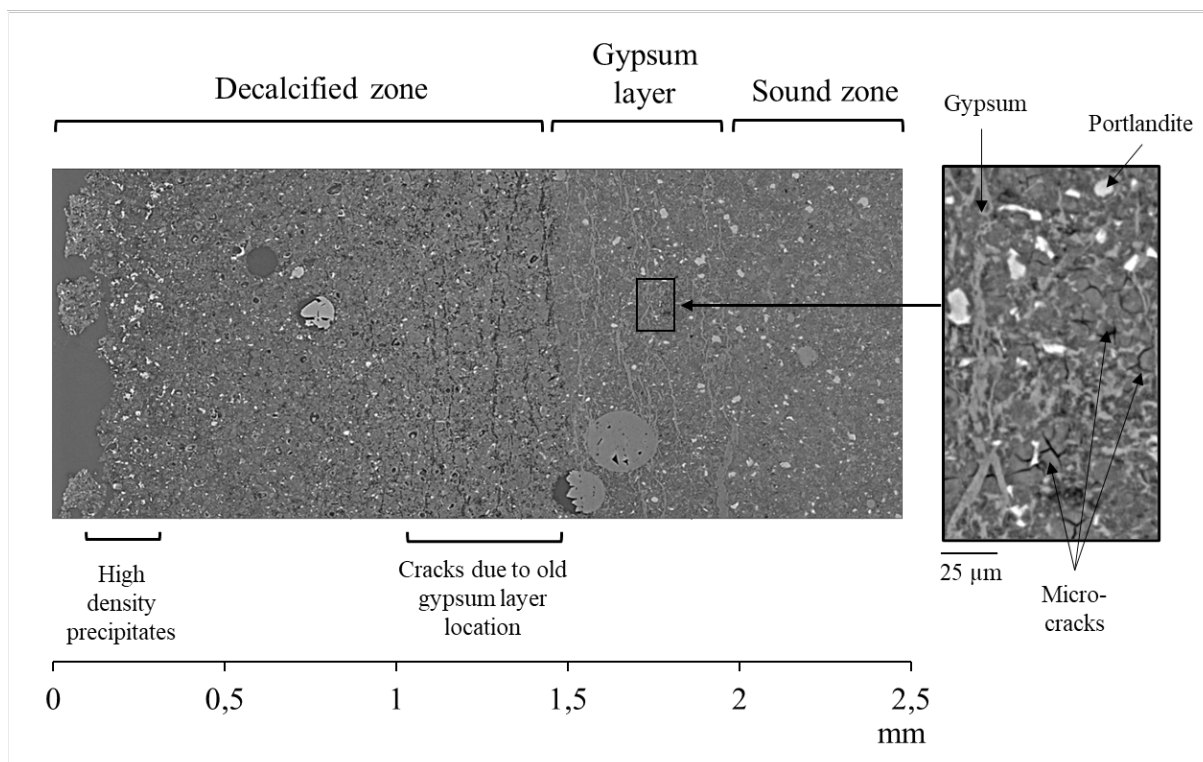 Decalcified zone
Gypsum
layer
Sound zone
Gypsum
Portlandite
High
density
precipitates
Cracks due to old
gypsum layer
location
25 µm
Micro-
cracks
0
0,5
1
1,5
2
2,5
mm